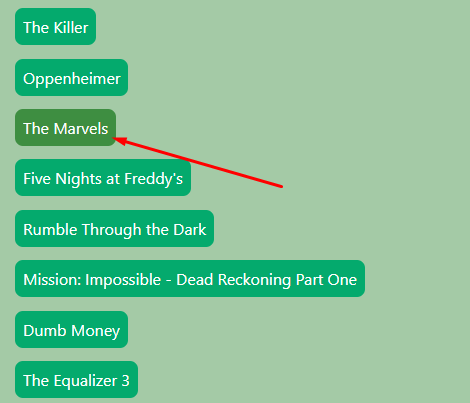 The Killer
Oppenheimer
The Marvels
Five Nights at Freddy's
Rumble Through the Dark
Mission: Impossible - Dead Reckoning Part One
Dumb Money
The Equalizer 3